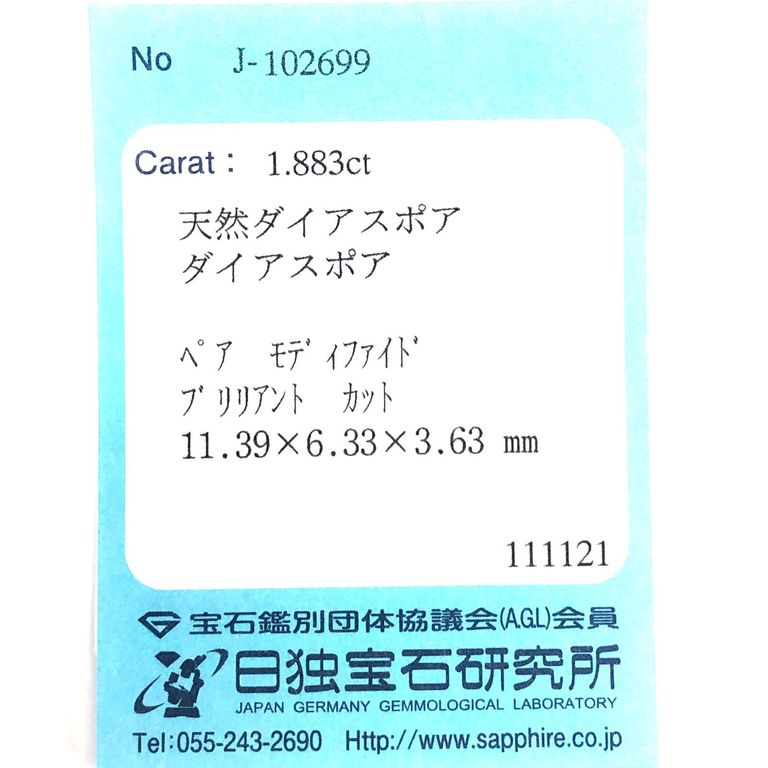 No J-102699
Carat： 1.883ct
天然ダイアスポア
ダイアスポア
ﾍﾟｱ ﾓﾃﾞｨﾌｧｲﾄﾞ
ﾌﾞﾘﾘｱﾝﾄ ｶｯﾄ
11.39×6.33×3.63 mm
111121
宝石鑑別団体協議会(A.G.L)会員
日独宝石研究所
JAPAN GERMANY GEMMOLOGICAL LABORATORY
Tel:055-243-2690 Http://www.sapphire.co.jp